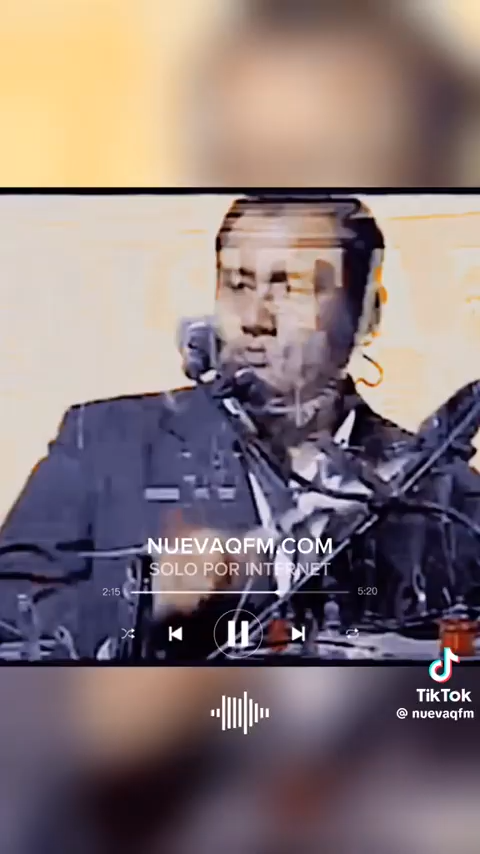 NUEVAQFM.COM
SOLO POR INTERNET
2:15
5:20
TikTok
@ nuevaqfm